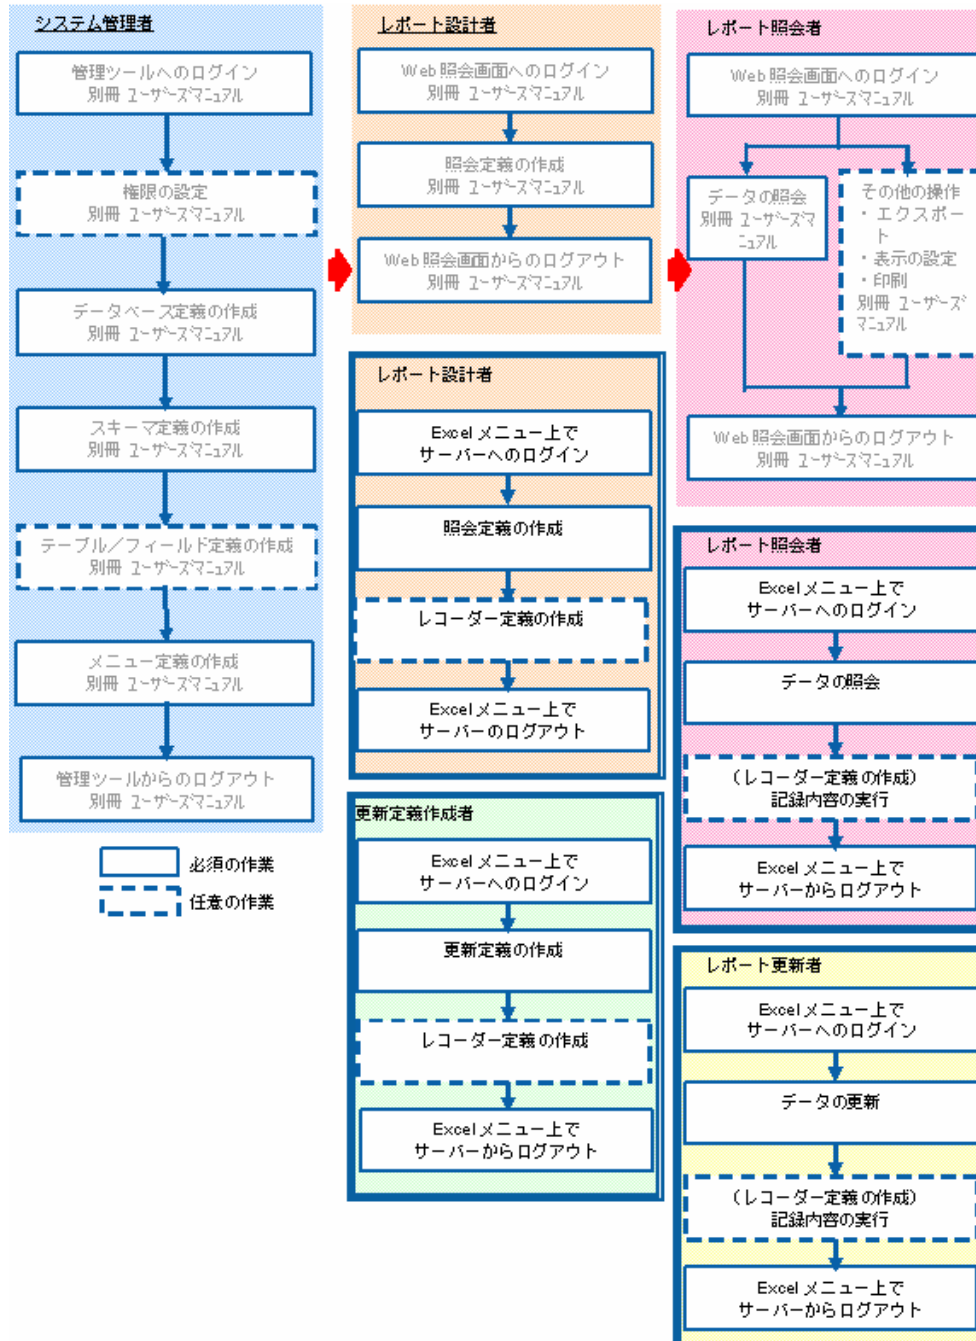 システム管理者
管理ツールへのログイン
別冊 ユーザーズマニュアル
権限の設定
別冊 ユーザーズマニュアル
データベース定義の作成
別冊 ユーザーズマニュアル
スキーマ定義の作成
別冊 ユーザーズマニュアル
テーブル／フィールド定義の作成
別冊 ユーザーズマニュアル
メニュー定義の作成
別冊 ユーザーズマニュアル
管理ツールからのログアウト
別冊 ユーザーズマニュアル
必須の作業
任意の作業
レポート設計者
Web照会画面へのログイン
別冊 ユーザーズマニュアル
照会定義の作成
別冊 ユーザーズマニュアル
Web照会画面からのログアウト
別冊 ユーザーズマニュアル
レポート設計者
Excelメニュー上で
サーバーへのログイン
照会定義の作成
レコーダー定義の作成
Excelメニュー上で
サーバーのログアウト
更新定義作成者
Excelメニュー上で
サーバーへのログイン
更新定義の作成
レコーダー定義の作成
Excelメニュー上で
サーバーからログアウト
レポート照会者
Web照会画面へのログイン
別冊 ユーザーズマニュアル
データの照会
別冊 ユーザーズマ
ニュアル
その他の操作
・エクスポー
ト
・表示の設定
・印刷
別冊 ユーザーズ
マニュアル
Web照会画面からのログアウト
別冊 ユーザーズマニュアル
レポート照会者
Excelメニュー上で
サーバーへのログイン
データの照会
（レコーダー定義の作成）
記録内容の実行
Excelメニュー上で
サーバーからログアウト
レポート更新者
Excelメニュー上で
サーバーへのログイン
データの更新
（レコーダー定義の作成）
記録内容の実行
Excelメニュー上で
サーバーからログアウト